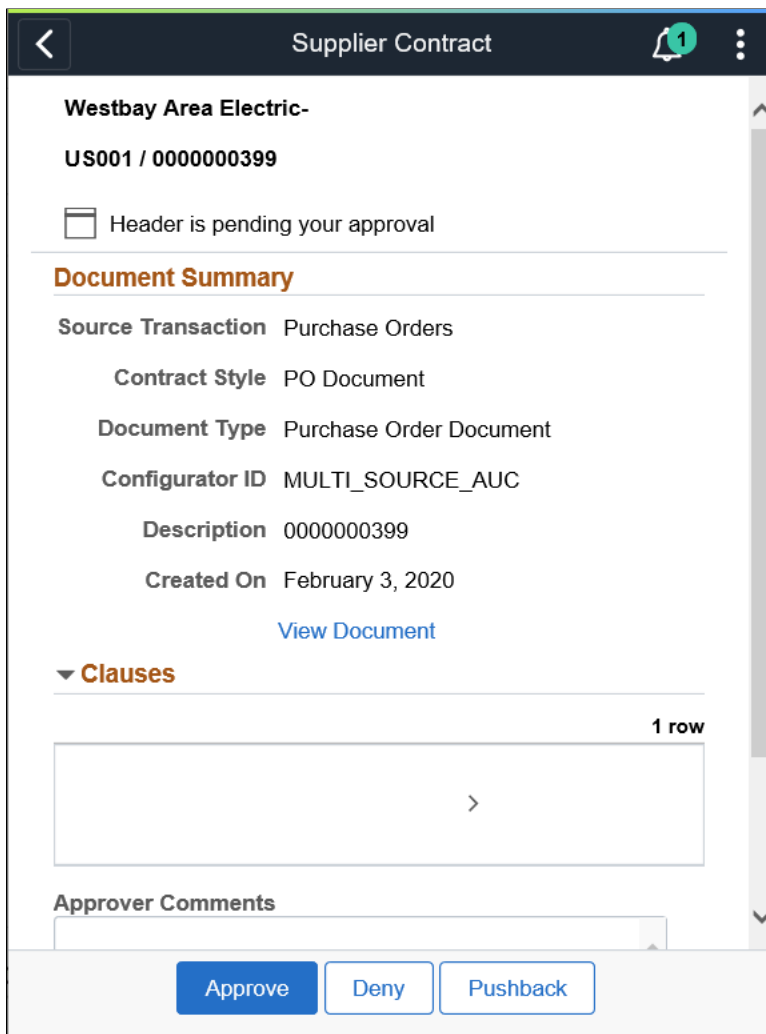 Supplier Contract
1
Westbay Area Electric-
US001 / 0000000399
Header is pending your approval
Document Summary
Source Transaction Purchase Orders
Contract Style PO Document
Document Type Purchase Order Document
Configurator ID MULTI_SOURCE_AUC
Description 0000000399
Created On February 3, 2020
View Document
Clauses
1 row
Approver Comments
Approve Deny Pushback